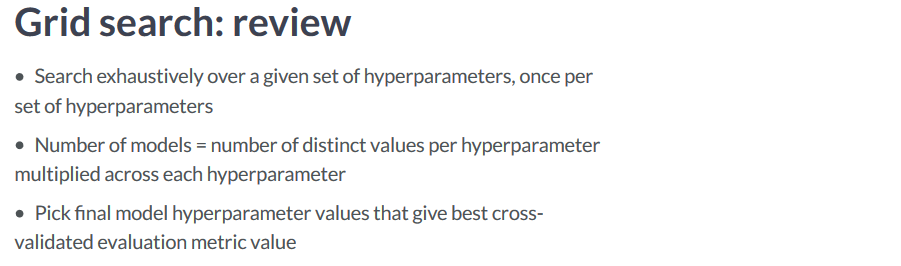 Grid search: review
• Search exhaustively over a given set of hyperparameters, once per
set of hyperparameters
• Number of models = number of distinct values per hyperparameter
multiplied across each hyperparameter
• Pick final model hyperparameter values that give best cross-
validated evaluation metric value